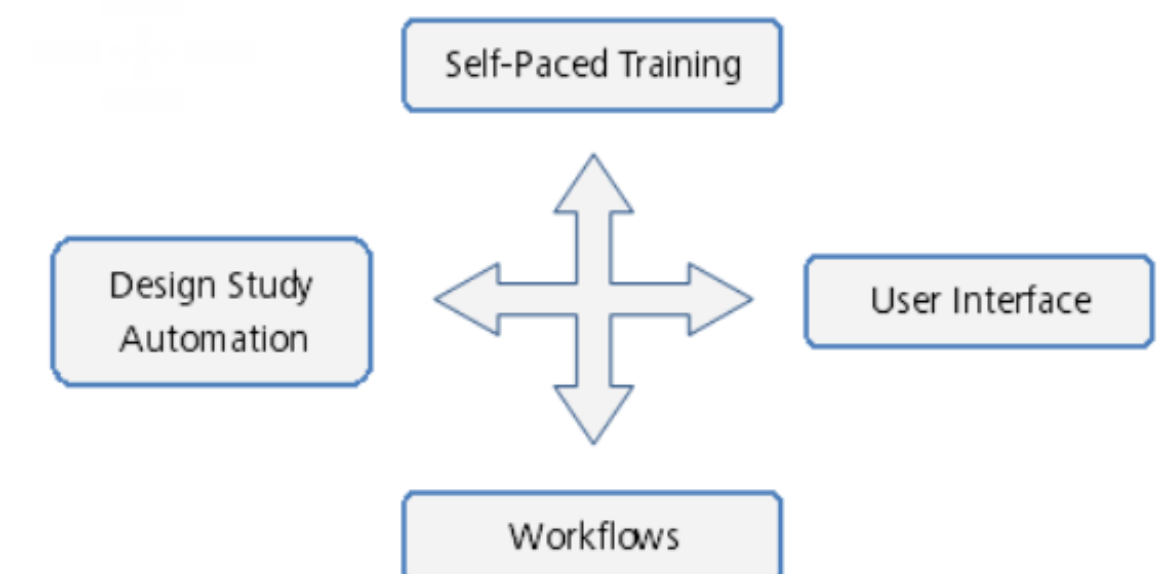 Self-Paced Training
Design Study
Automation
User Interface
Workflows